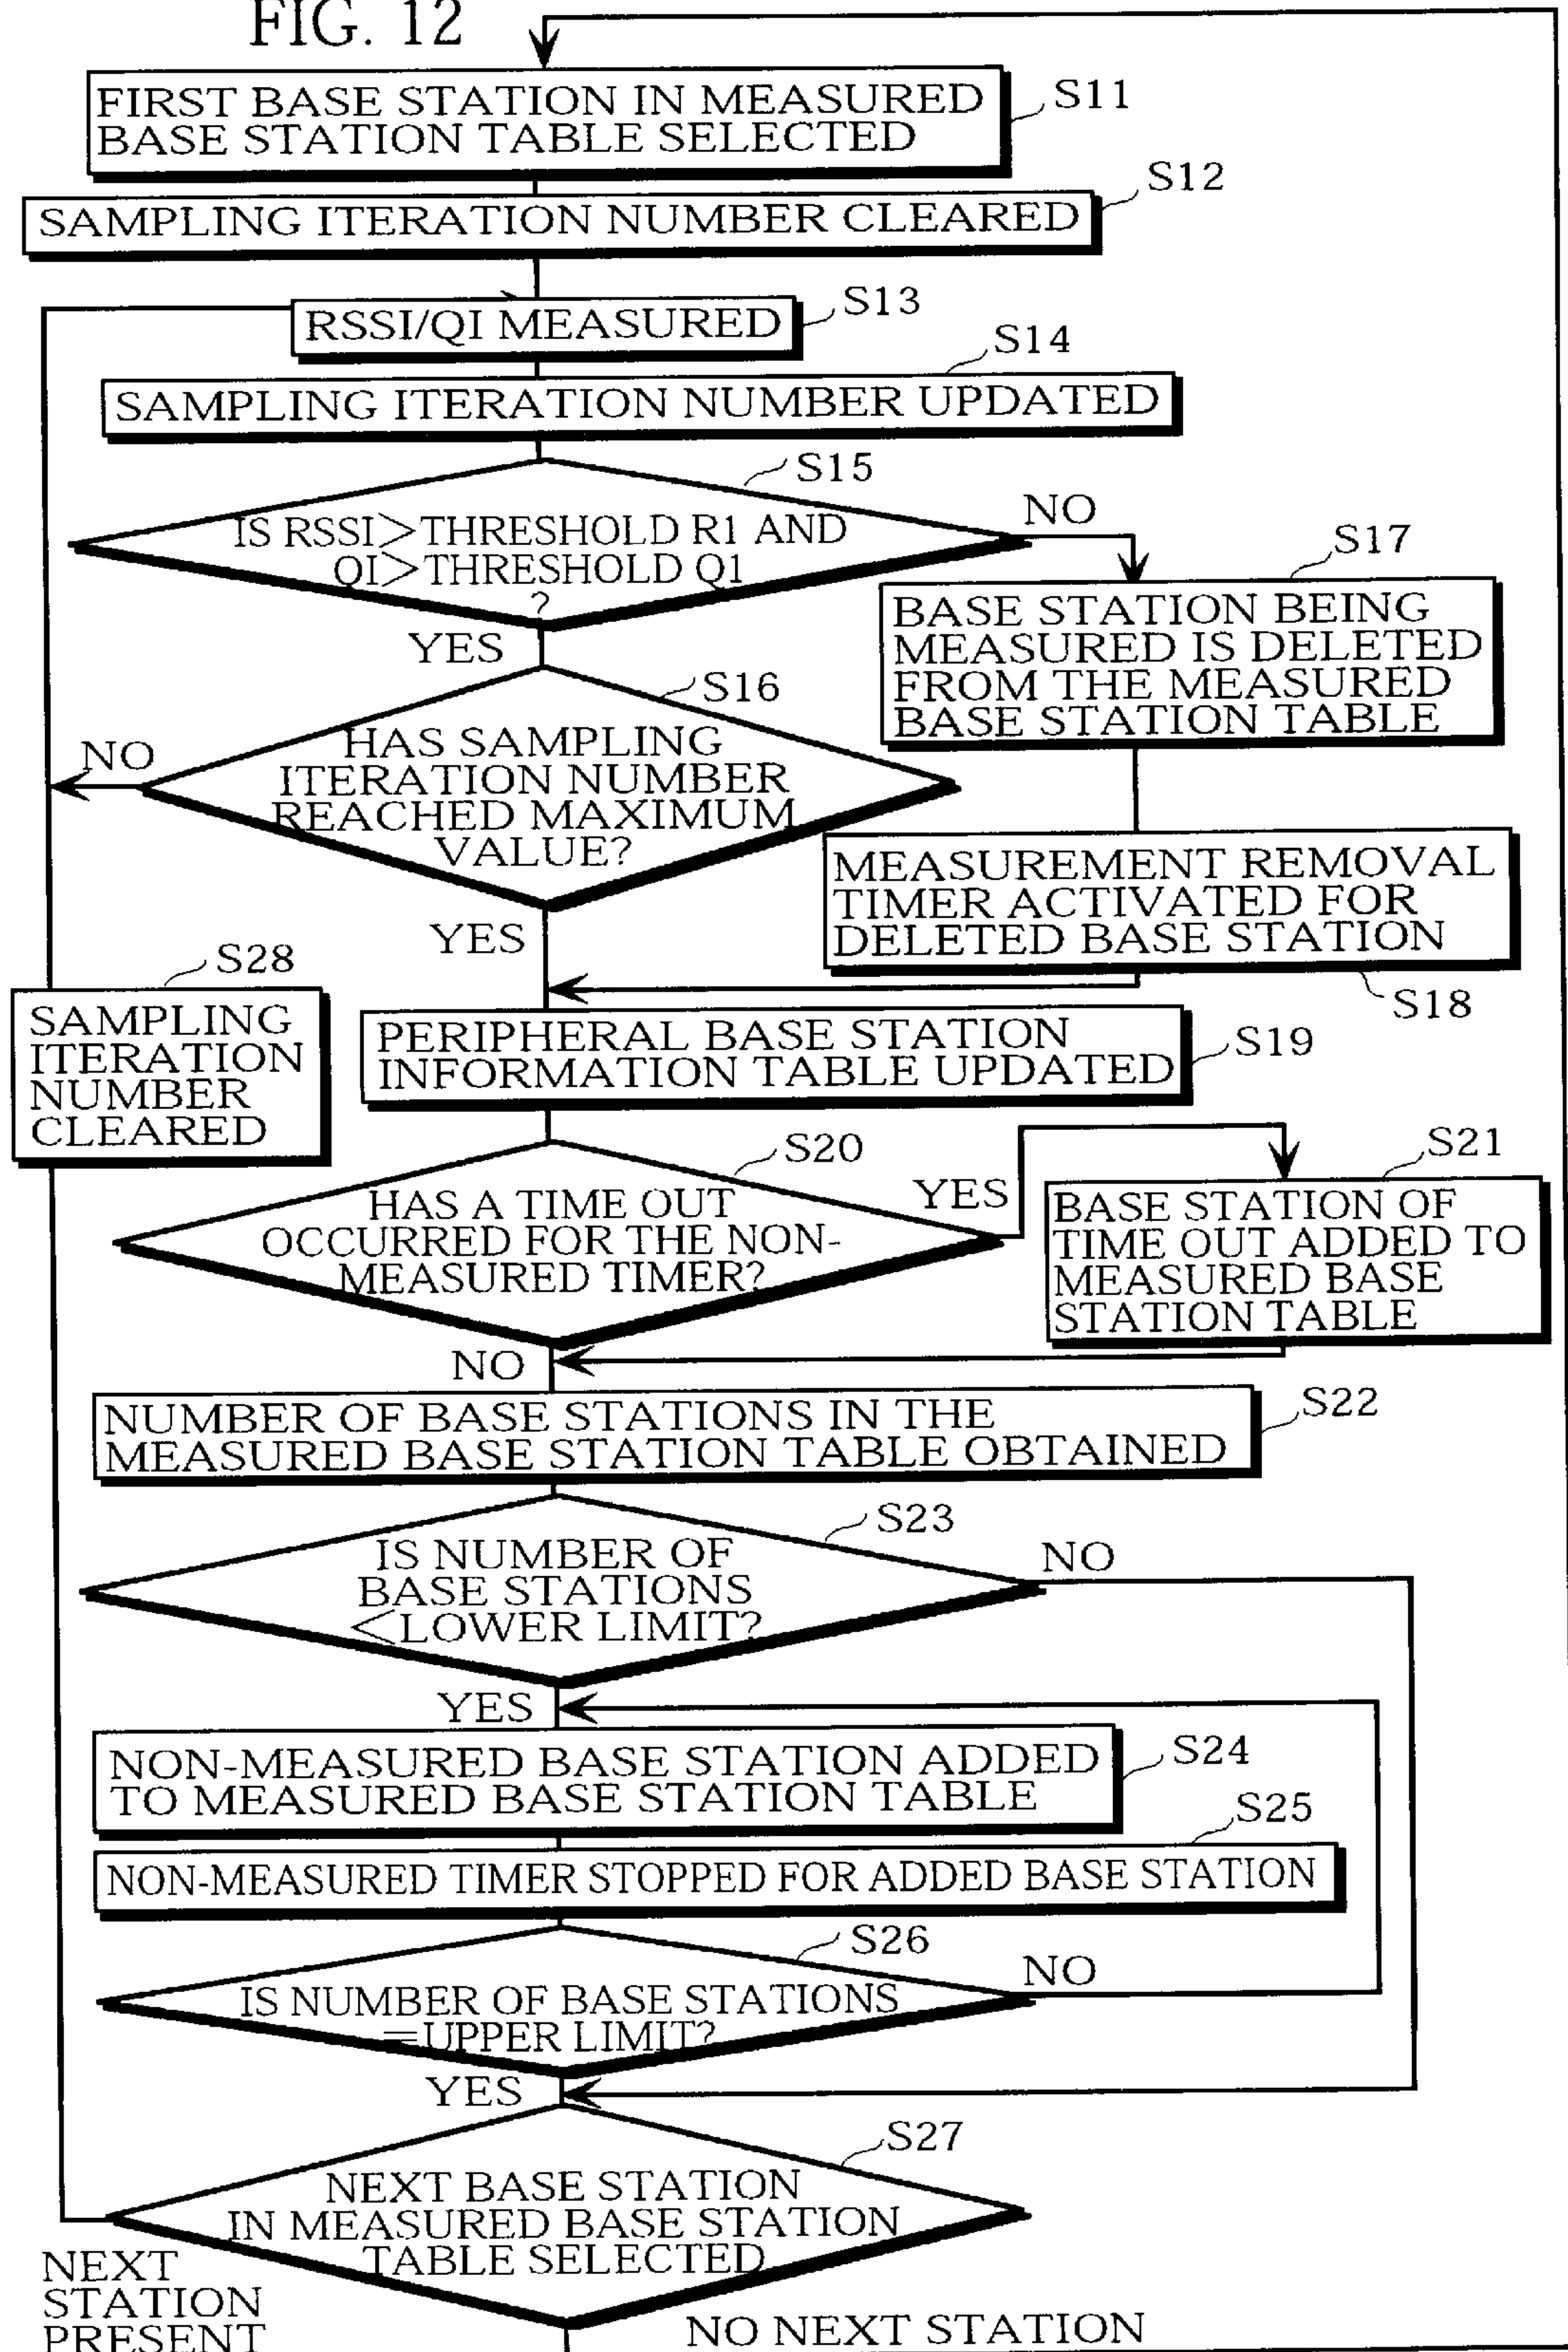 FIG. 12
FIRST BASE STATION IN MEASURED
BASE STATION TABLE SELECTED
S11
S12
SAMPLING ITERATION NUMBER CLEARED
S13
RSSI/QI MEASURED
S14
SAMPLING ITERATION NUMBER UPDATED
S15
IS RSSI>THRESHOLD R1 AND
QI>THRESHOLD Q1
?
NO
YES
S17
BASE STATION BEING
MEASURED IS DELETED
FROM THE MEASURED
BASE STATION TABLE
S16
HAS SAMPLING
ITERATION NUMBER
REACHED MAXIMUM
VALUE?
NO
YES
MEASUREMENT REMOVAL
TIMER ACTIVATED FOR
DELETED BASE STATION
S18
S28
SAMPLING
ITERATION
NUMBER
CLEARED
PERIPHERAL BASE STATION
INFORMATION TABLE UPDATED
S19
S20
HAS A TIME OUT
OCCURRED FOR THE NON-
MEASURED TIMER?
YES
NO
S21
BASE STATION OF
TIME OUT ADDED TO
MEASURED BASE
STATION TABLE
S22
NUMBER OF BASE STATIONS IN THE
MEASURED BASE STATION TABLE OBTAINED
S23
IS NUMBER OF
BASE STATIONS
<LOWER LIMIT?
NO
YES
S24
NON-MEASURED BASE STATION ADDED
TO MEASURED BASE STATION TABLE
S25
NON-MEASURED TIMER STOPPED FOR ADDED BASE STATION
S26
IS NUMBER OF BASE STATIONS
=UPPER LIMIT?
NO
YES
S27
NEXT BASE STATION
IN MEASURED BASE STATION
TABLE SELECTED
NEXT
STATION
PRESENT
NO NEXT STATION